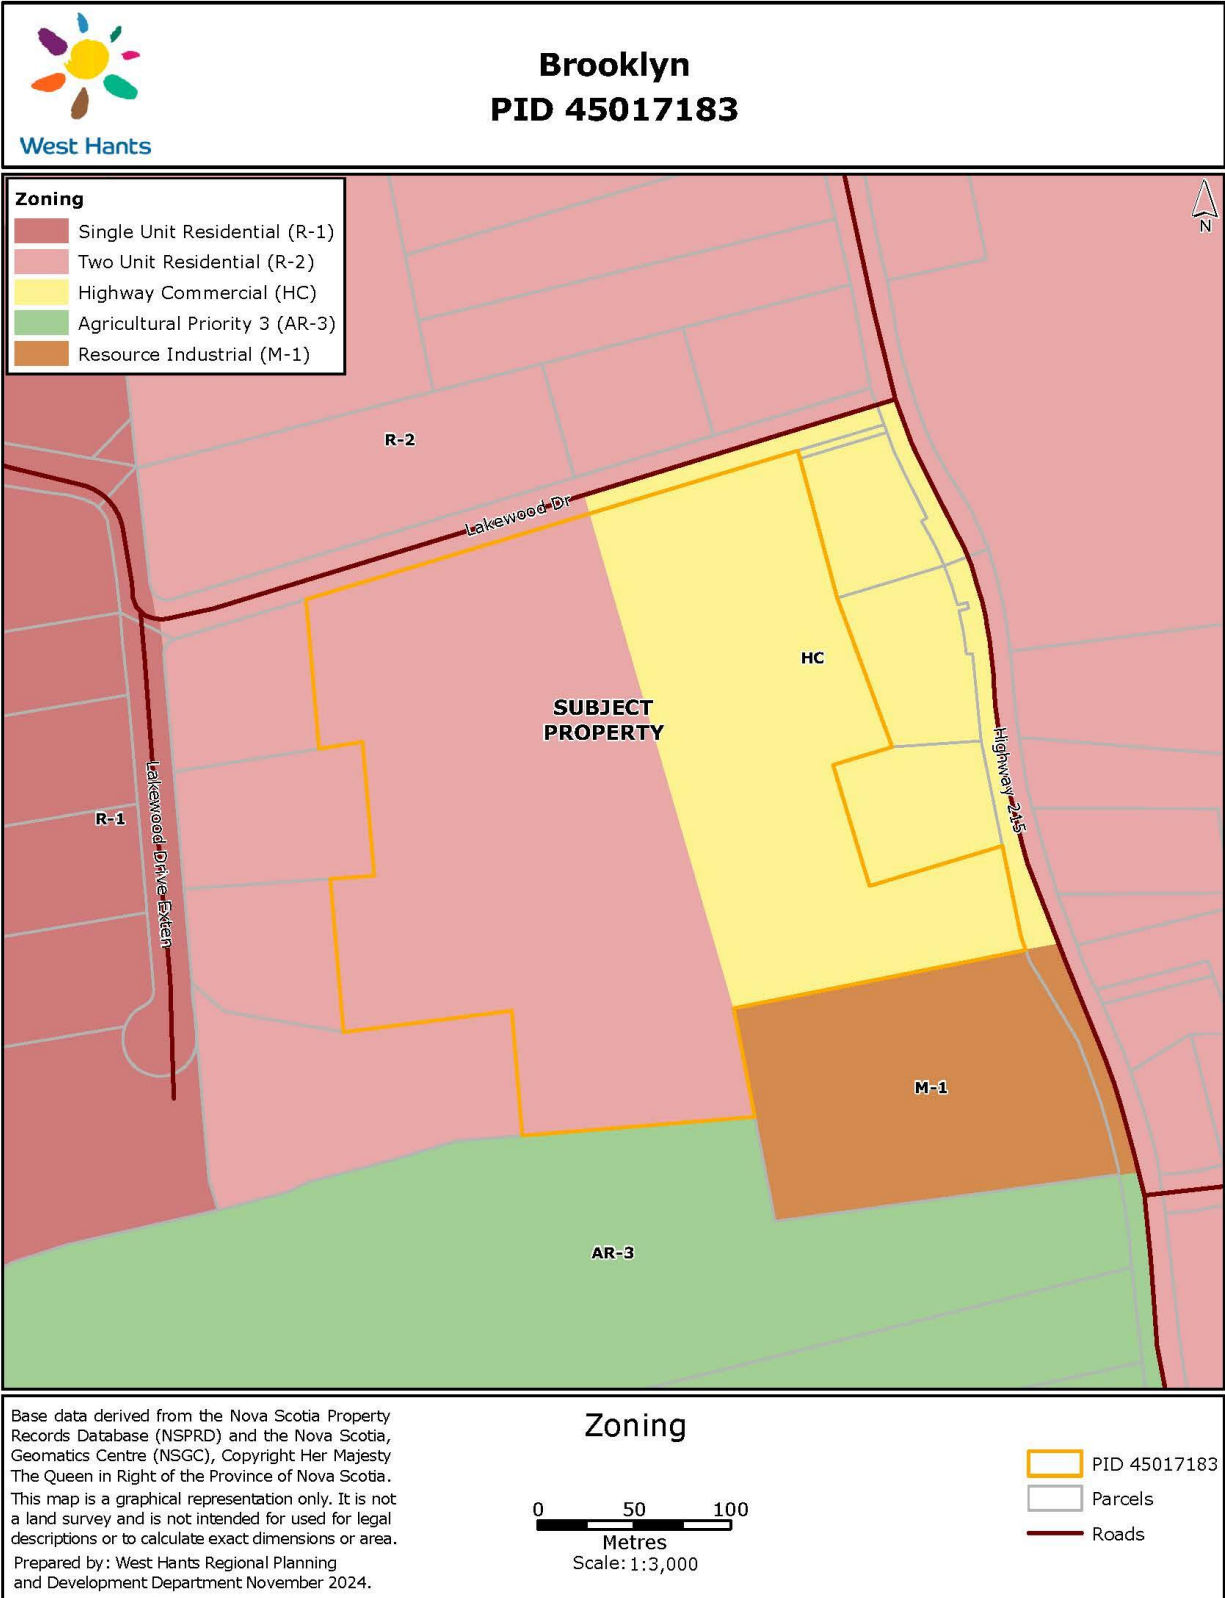 West Hants
Brooklyn
PID 45017183
Zoning
Single Unit Residential (R-1)
Two Unit Residential (R-2)
Highway Commercial (HC)
Agricultural Priority 3 (AR-3)
Resource Industrial (M-1)
N
R-2
Lakewood Dr
HC
SUBJECT
PROPERTY
Highway 215
R-1
Lakewood Drive Exten
M-1
AR-3
Base data derived from the Nova Scotia Property
Records Database (NSPRD) and the Nova Scotia,
Geomatics Centre (NSGC), Copyright Her Majesty
The Queen in Right of the Province of Nova Scotia.
This map is a graphical representation only. It is not
a land survey and is not intended for used for legal
descriptions or to calculate exact dimensions or area.
Prepared by: West Hants Regional Planning
and Development Department November 2024.
Zoning
0 50 100
Metres
Scale: 1:3,000
PID 45017183
Parcels
Roads